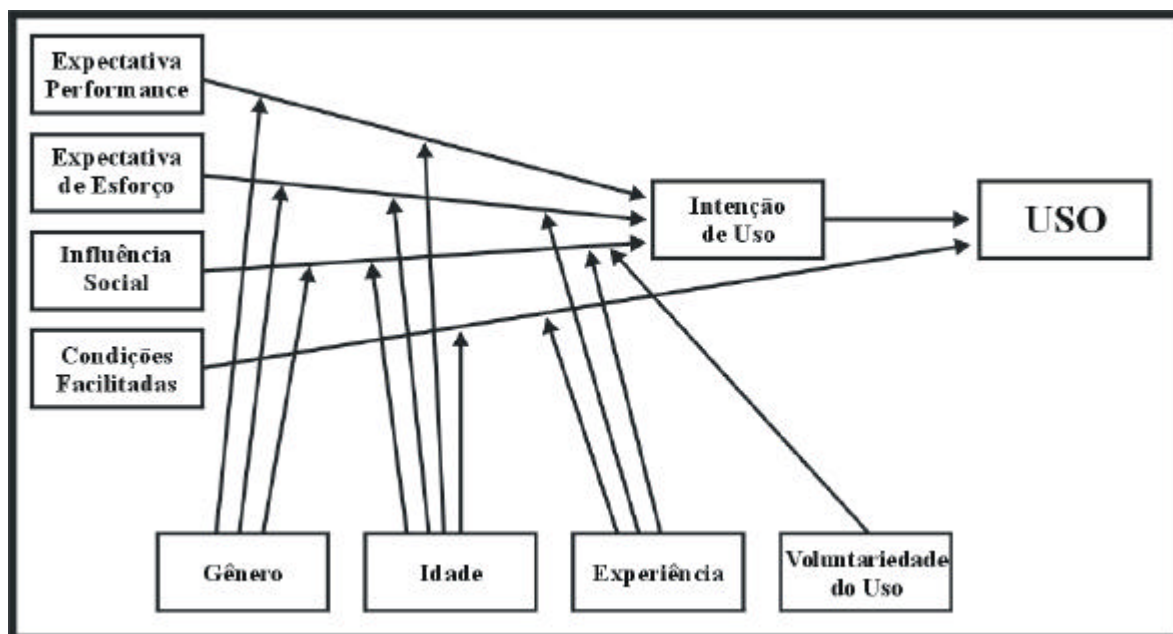 Expectativa
Performance
Expectativa
de Esforço
Influência
Social
Condições
Facilitadas
Intenção
de Uso
USO
Gênero
Idade
Experiência
Voluntariedade
do Uso